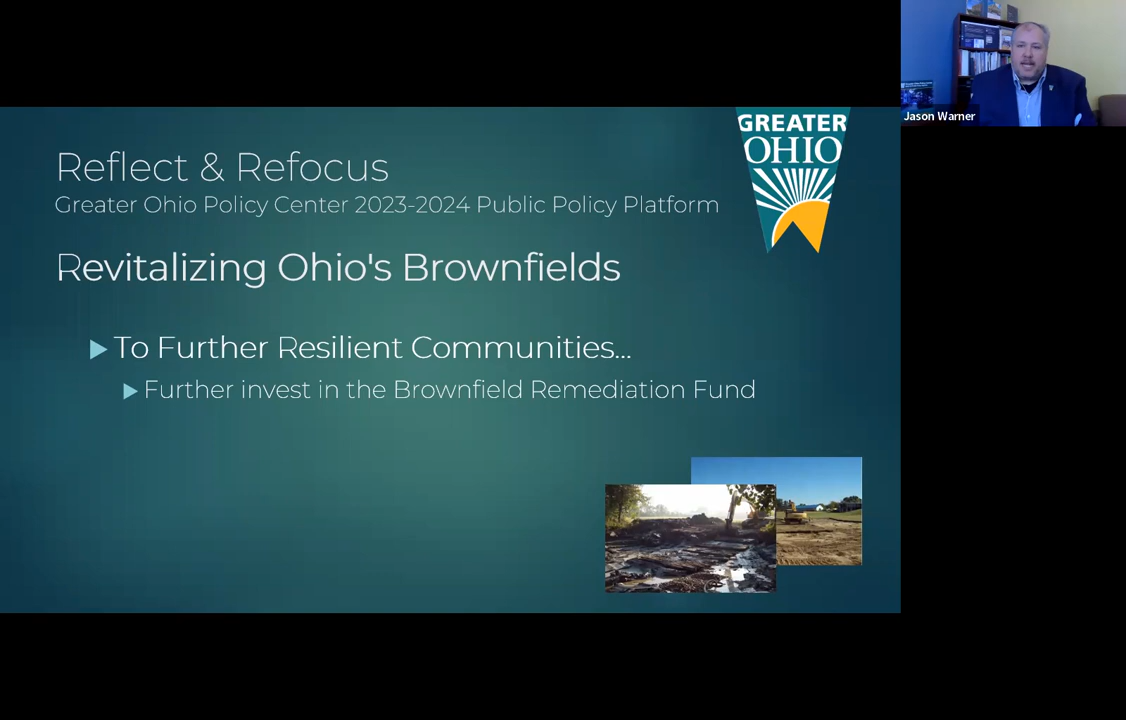 Jason Warner
GREATER
OHIO
Reflect & Refocus
Greater Ohio Policy Center 2023-2024 Public Policy Platform
Revitalizing Ohio's Brownfields
To Further Resilient Communities...
Further invest in the Brownfield Remediation Fund